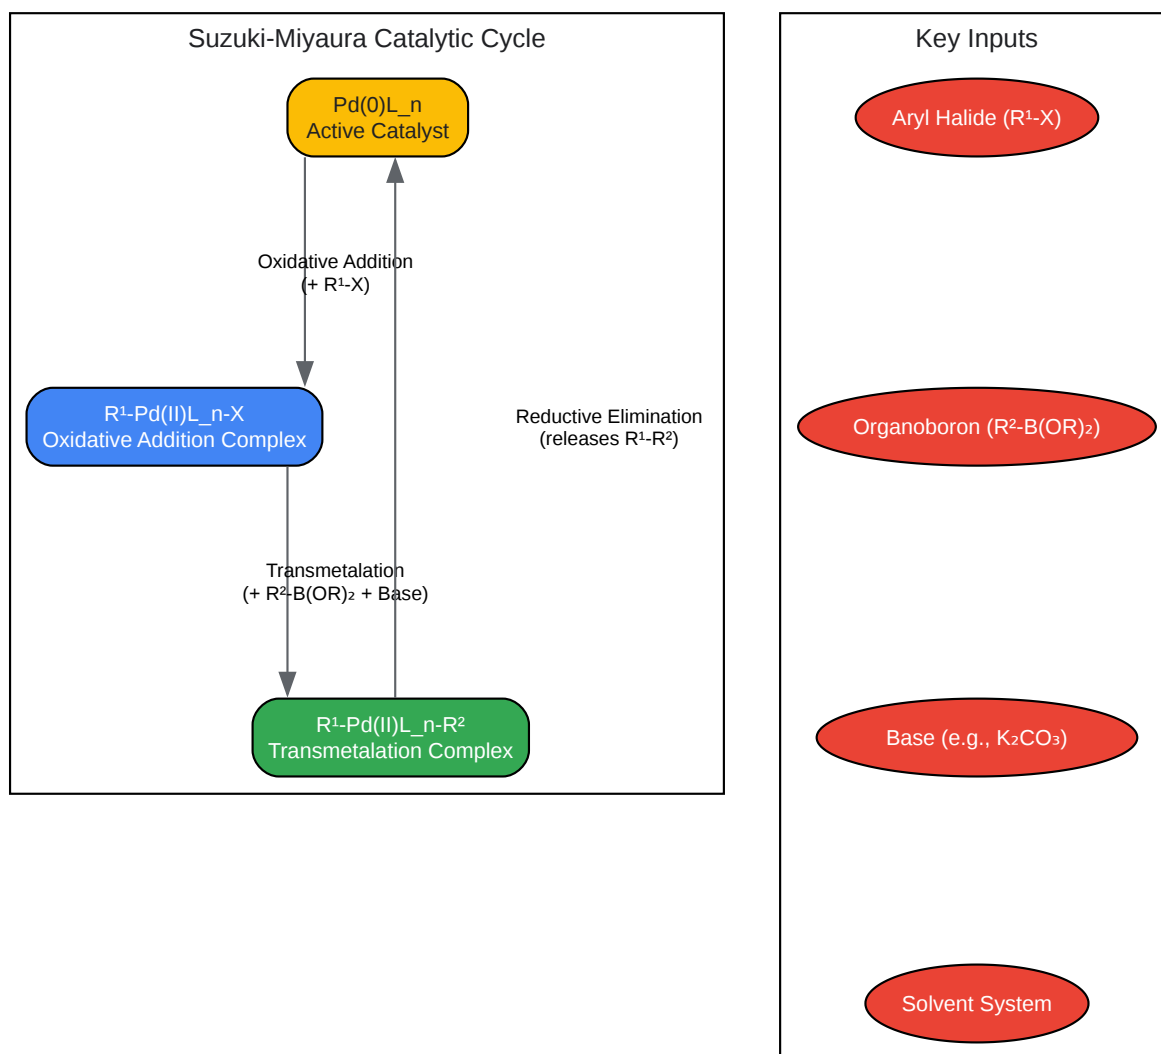 Suzuki-Miyaura Catalytic Cycle
Pd(0)L_n
Active Catalyst
Oxidative Addition
(+ R¹-X)
R¹-Pd(II)L_n-X
Oxidative Addition Complex
Reductive Elimination
(releases R¹-R²)
Transmetalation
(+ R²-B(OR)₂ + Base)
R¹-Pd(II)L_n-R²
Transmetalation Complex
Key Inputs
Aryl Halide (R¹-X)
Organoboron (R²-B(OR)₂)
Base (e.g., K₂CO₃)
Solvent System